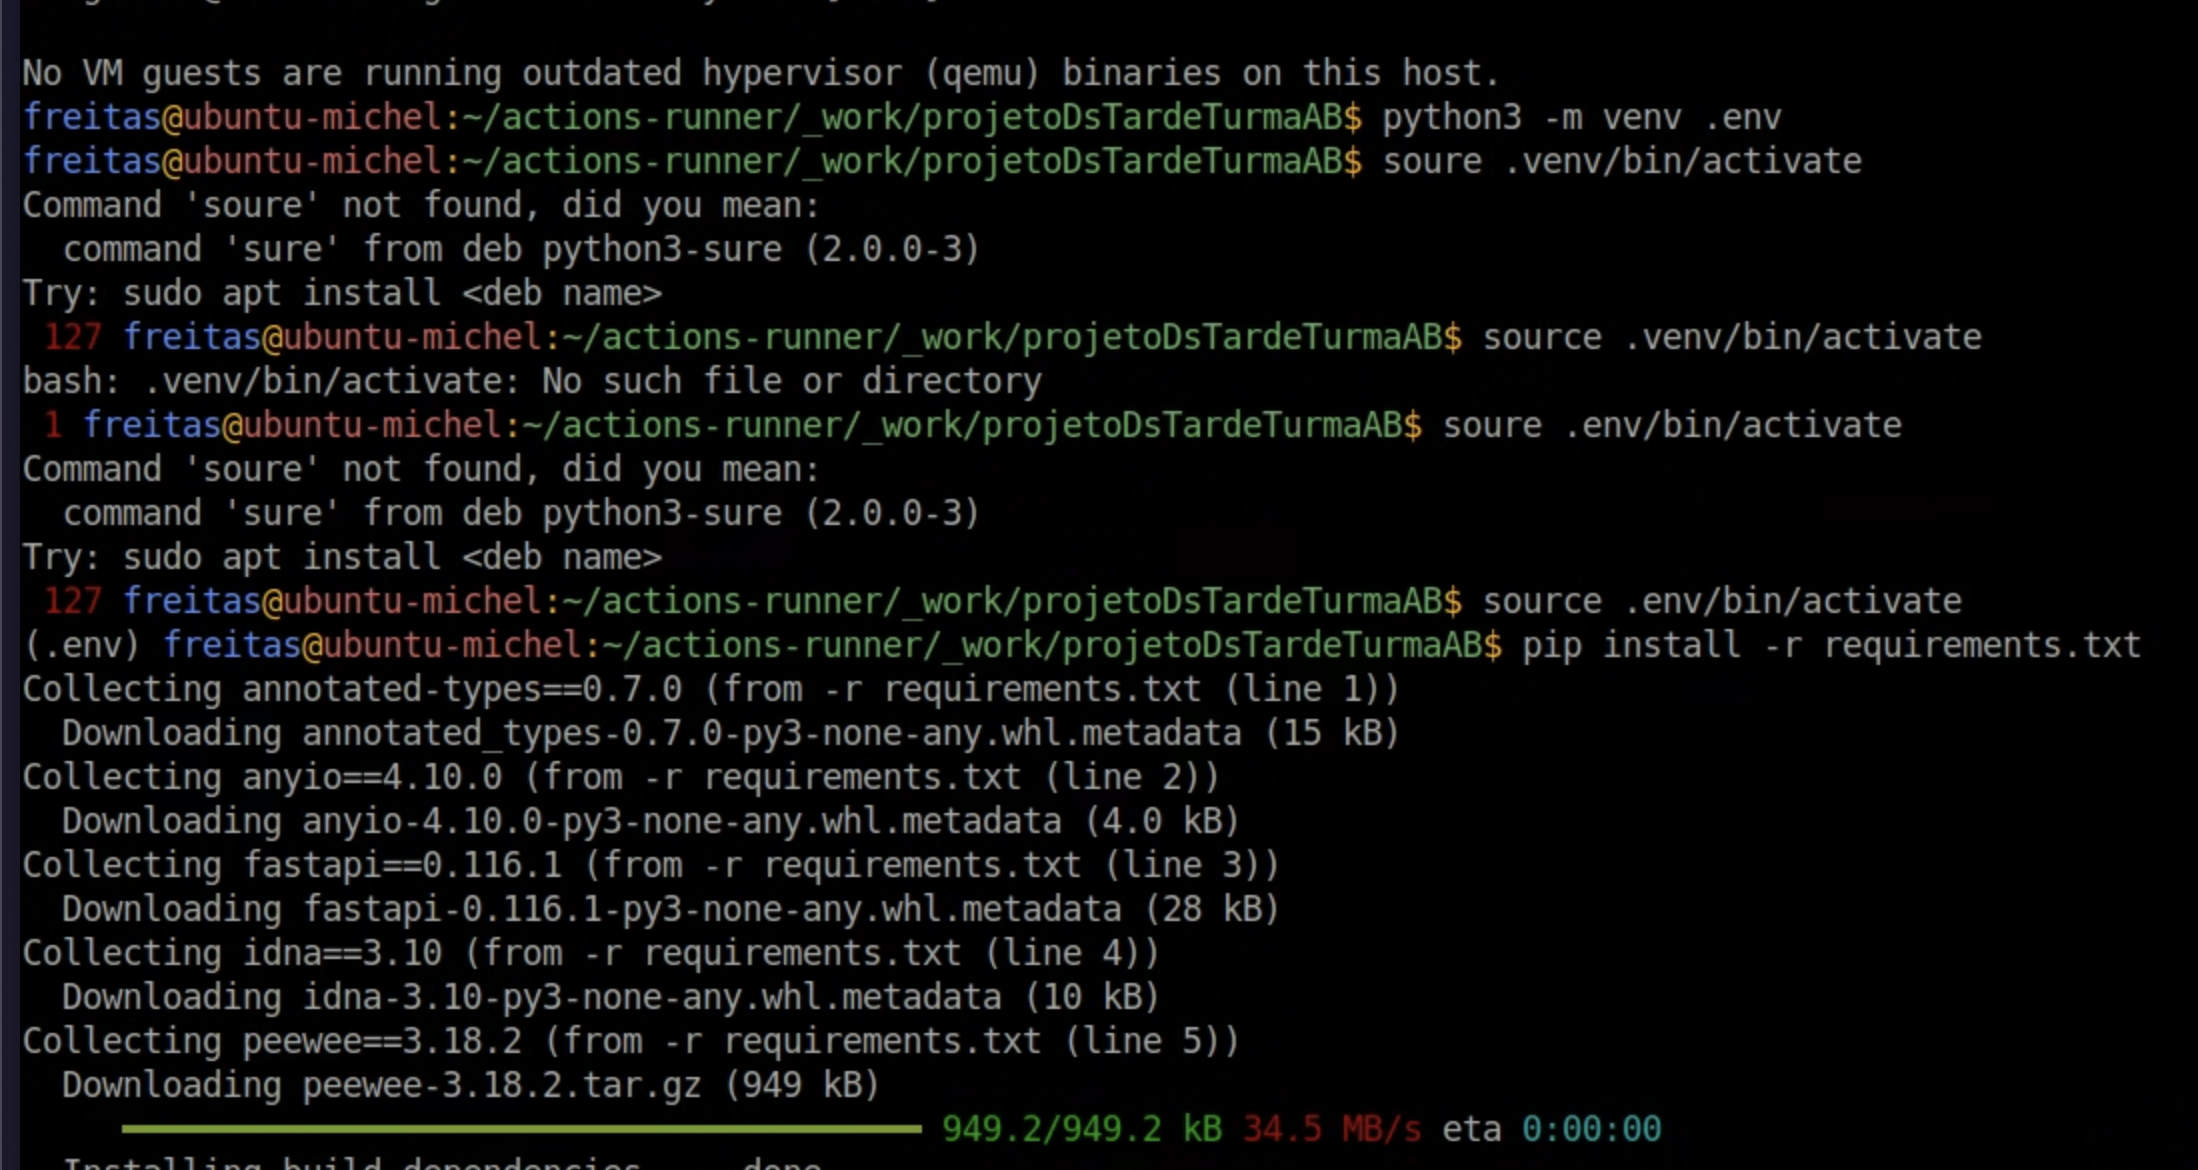 No VM guests are running outdated hypervisor (qemu) binaries on this host.
freitas@ubuntu-michel:~/actions-runner/_work/projetoDsTardeTurmaAB$ python3 -m venv .env
freitas@ubuntu-michel:~/actions-runner/_work/projetoDsTardeTurmaAB$ soure .venv/bin/activate
Command 'soure' not found, did you mean:
  command 'sure' from deb python3-sure (2.0.0-3)
Try: sudo apt install <deb name>
 127 freitas@ubuntu-michel:~/actions-runner/_work/projetoDsTardeTurmaAB$ source .venv/bin/activate
bash: .venv/bin/activate: No such file or directory
 1 freitas@ubuntu-michel:~/actions-runner/_work/projetoDsTardeTurmaAB$ soure .env/bin/activate
Command 'soure' not found, did you mean:
  command 'sure' from deb python3-sure (2.0.0-3)
Try: sudo apt install <deb name>
 127 freitas@ubuntu-michel:~/actions-runner/_work/projetoDsTardeTurmaAB$ source .env/bin/activate
(.env) freitas@ubuntu-michel:~/actions-runner/_work/projetoDsTardeTurmaAB$ pip install -r requirements.txt
Collecting annotated-types==0.7.0 (from -r requirements.txt (line 1))
  Downloading annotated_types-0.7.0-py3-none-any.whl.metadata (15 kB)
Collecting anyio==4.10.0 (from -r requirements.txt (line 2))
  Downloading anyio-4.10.0-py3-none-any.whl.metadata (4.0 kB)
Collecting fastapi==0.116.1 (from -r requirements.txt (line 3))
  Downloading fastapi-0.116.1-py3-none-any.whl.metadata (28 kB)
Collecting idna==3.10 (from -r requirements.txt (line 4))
  Downloading idna-3.10-py3-none-any.whl.metadata (10 kB)
Collecting peewee==3.18.2 (from -r requirements.txt (line 5))
  Downloading peewee-3.18.2.tar.gz (949 kB)
949.2/949.2 kB 34.5 MB/s eta 0:00:00
  Installing build dependencies ... done